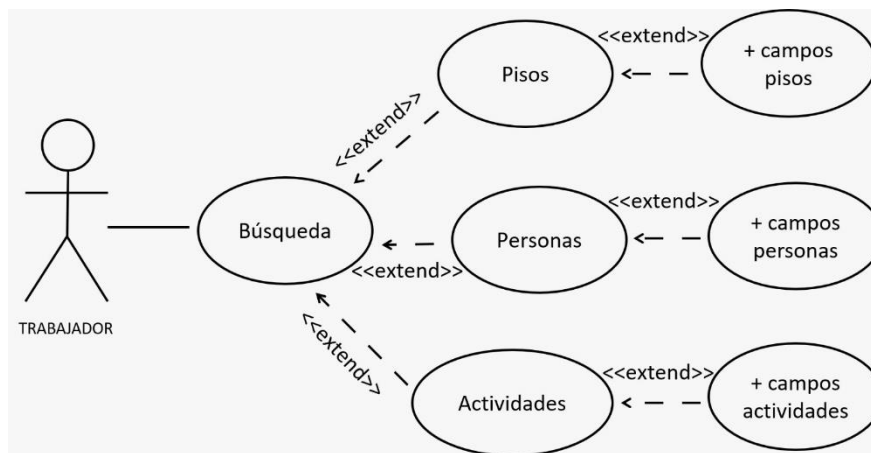 <<extend>>
+ campos
pisos
Pisos
<<extend>>
<<extend>>
+ campos
personas
Búsqueda
Personas
<<extend>>
TRABAJADOR
<<extend>>
<<extend>>
+ campos
actividades
Actividades